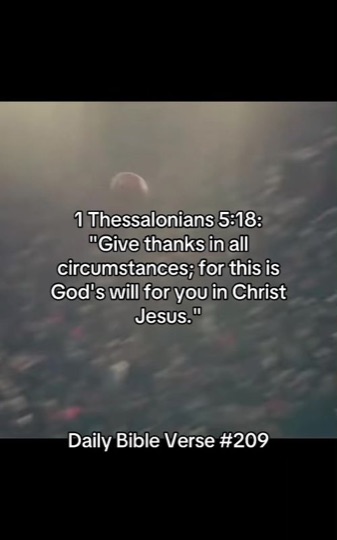 1 Thessalonians 5:18:
"Give thanks in all
circumstances; for this is
God's will for you in Christ
Jesus."
Daily Bible Verse #209